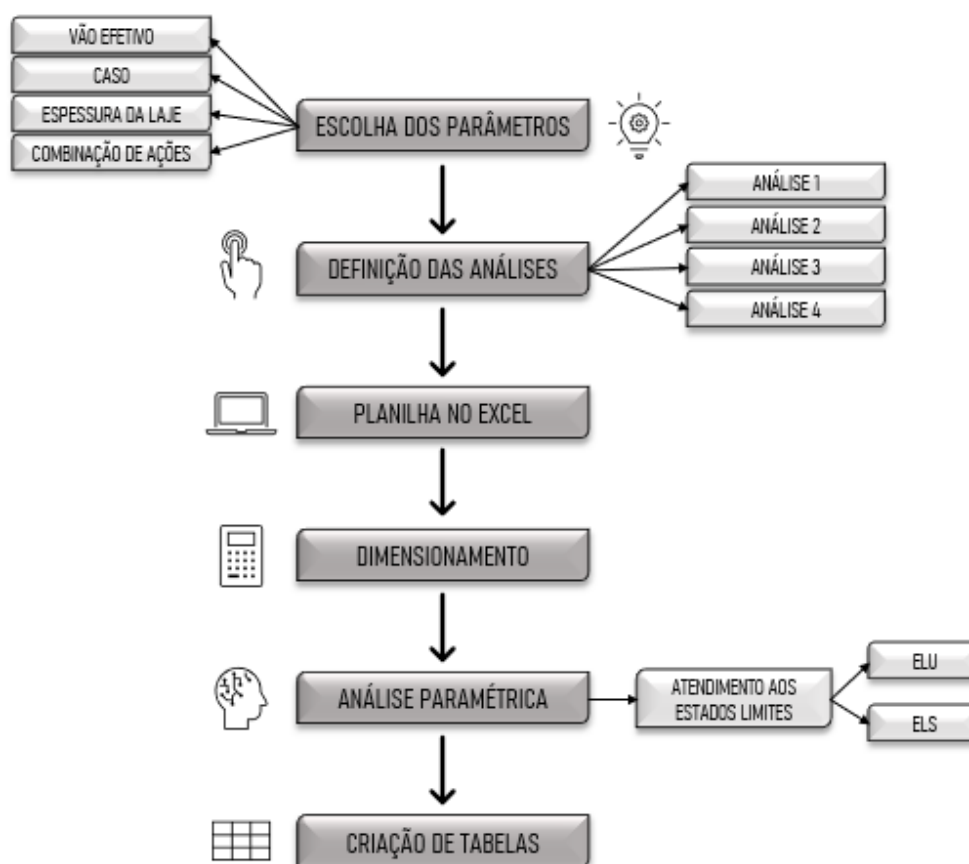 VÃO EFETIVO
CASO
ESPESSURA DA LAJE
COMBINAÇÃO DE AÇÕES
ESCOLHA DOS PARÂMETROS
ANÁLISE 1
ANÁLISE 2
ANÁLISE 3
ANÁLISE 4
DEFINIÇÃO DAS ANÁLISES
PLANILHA NO EXCEL
DIMENSIONAMENTO
ANÁLISE PARAMÉTRICA
ATENDIMENTO AOS
ESTADOS LIMITES
ELU
ELS
CRIAÇÃO DE TABELAS